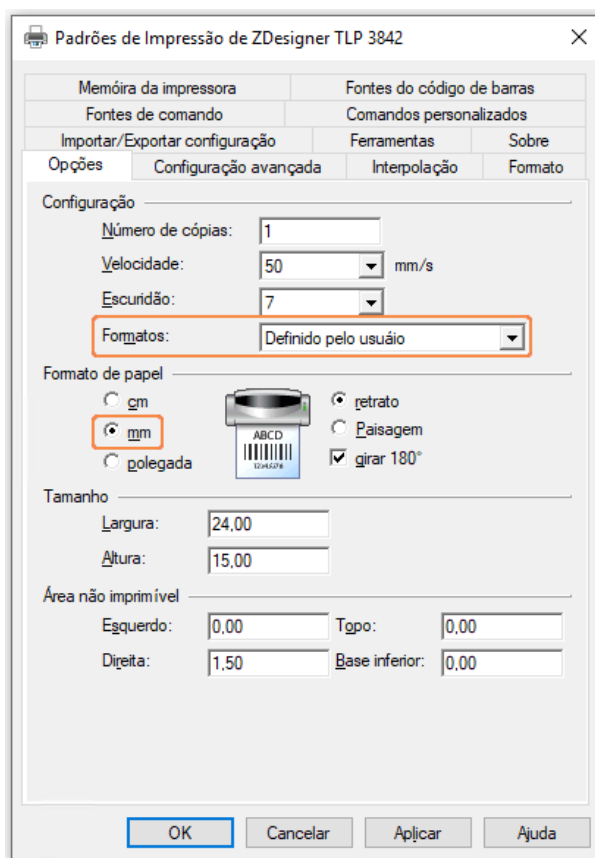 Padrões de Impressão de ZDesigner TLP 3842
Memóira da impressora Fontes do código de barras
Fontes de comando Comandos personalizados
Importar/Exportar configuração Ferramentas Sobre
Opções Configuração avançada Interpolação Formato
Configuração
Número de cópias: 1
Velocidade: 50 mm/s
Escuridão: 7
Formatos: Definido pelo usuáio
Formato de papel
cm retrato
mm Paisagem
polegada girar 180°
ABCD
12345678
Tamanho
Largura: 24,00
Altura: 15,00
Área não imprimível
Esquerdo: 0,00 Topo: 0,00
Direita: 1,50 Base inferior: 0,00
OK Cancelar Aplicar Ajuda